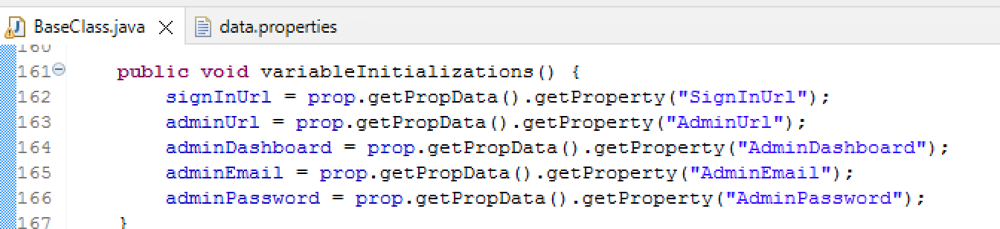 BaseClass.java
data.properties
160
161 public void variableInitializations() {
162 signInUrl = prop.getPropData().getProperty("SignInUrl");
163 adminUrl = prop.getPropData().getProperty("AdminUrl");
164 adminDashboard = prop.getPropData().getProperty("AdminDashboard");
165 adminEmail = prop.getPropData().getProperty("AdminEmail");
166 adminPassword = prop.getPropData().getProperty("AdminPassword");
167 }